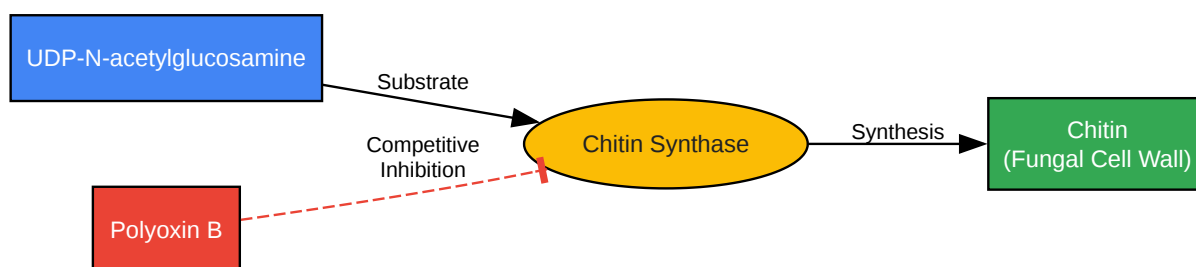 UDP-N-acetylglucosamine
Substrate
Competitive
Inhibition
Polyoxin B
Chitin Synthase
Synthesis
Chitin
(Fungal Cell Wall)